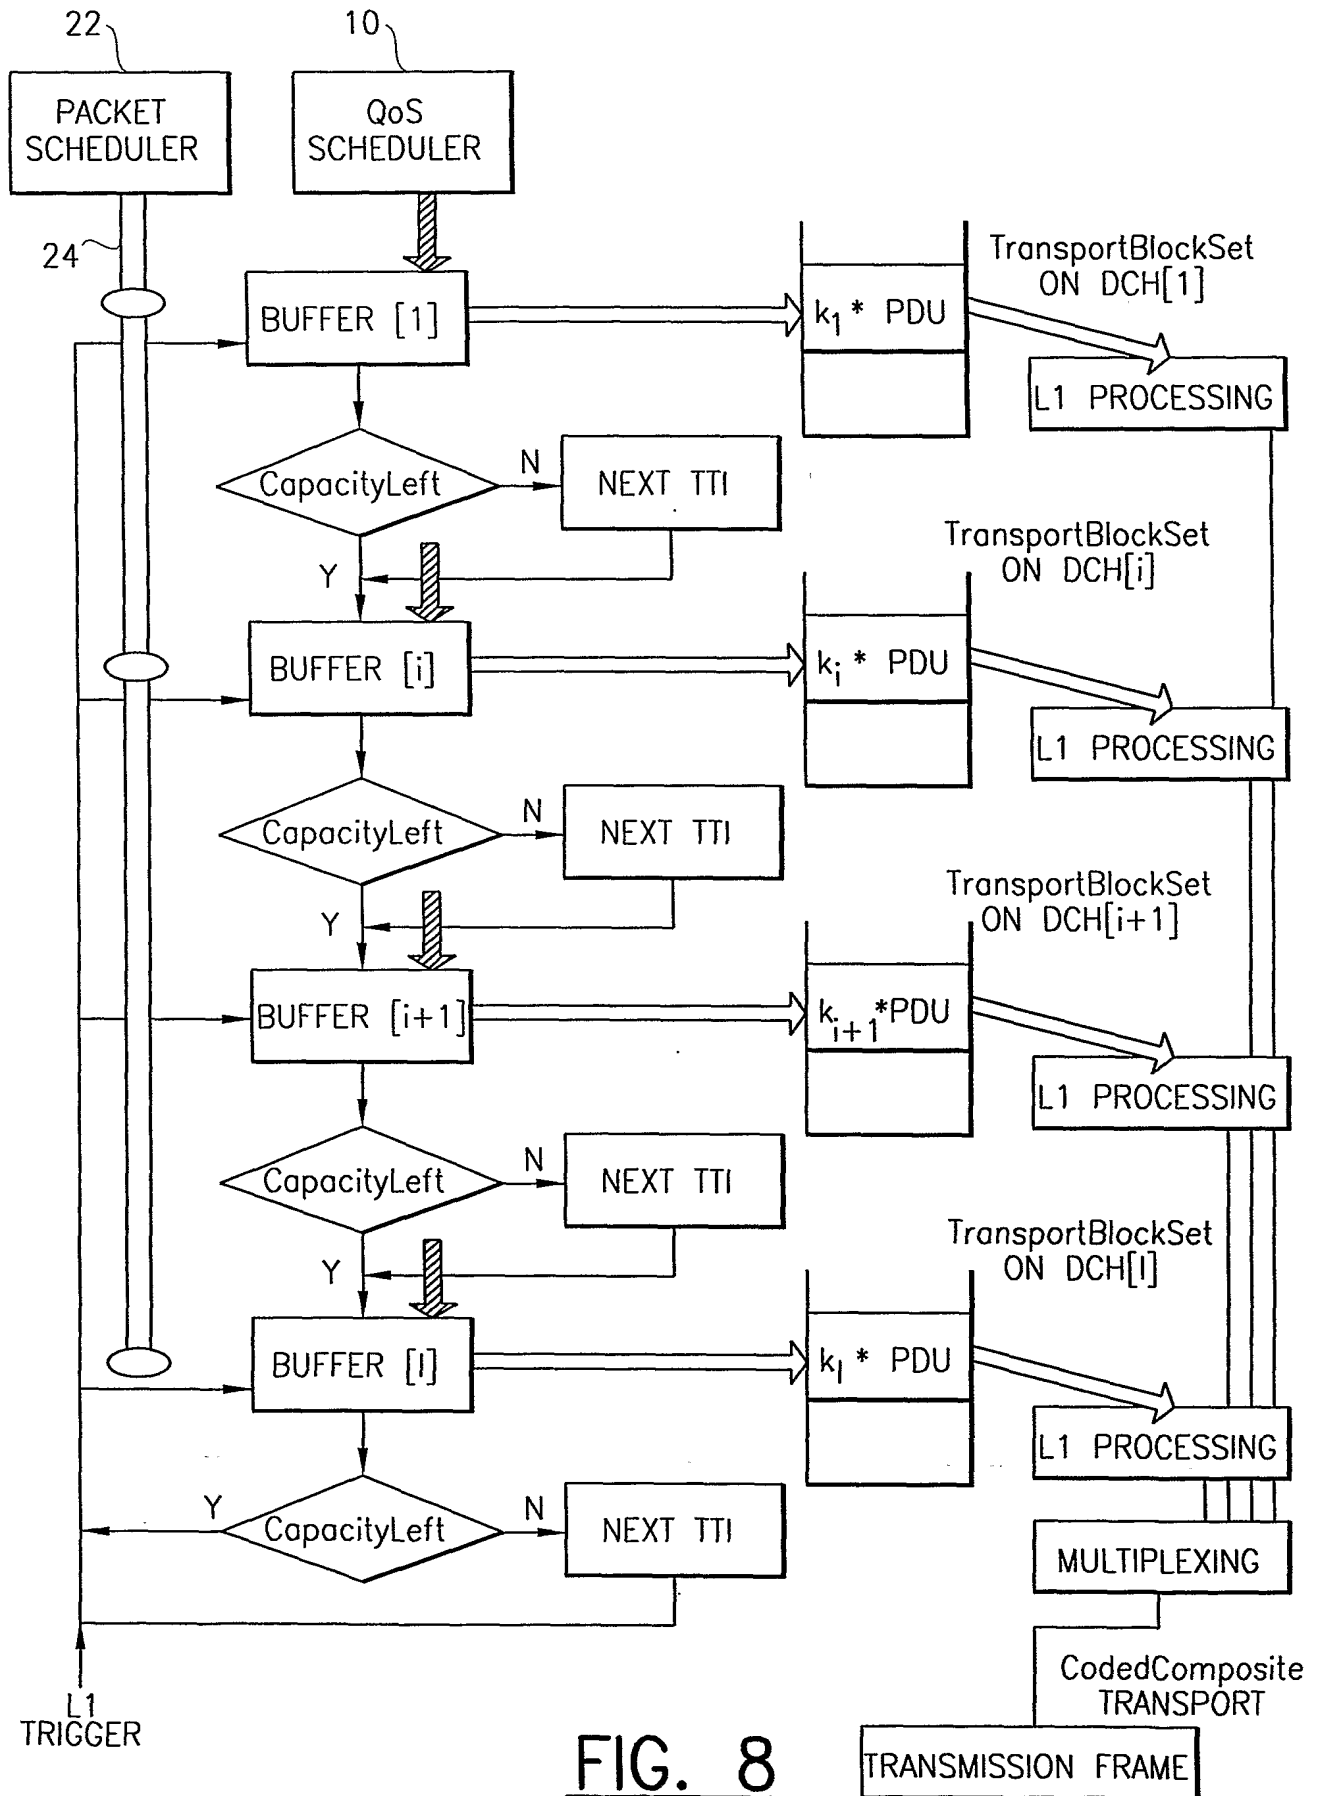 22
10
PACKET
SCHEDULER
QoS
SCHEDULER
24
BUFFER [1]
k1 * PDU
TransportBlockSet
ON DCH[1]
L1 PROCESSING
CapacityLeft
N
NEXT TTI
Y
TransportBlockSet
ON DCH[i]
BUFFER [i]
ki * PDU
L1 PROCESSING
CapacityLeft
N
NEXT TTI
Y
TransportBlockSet
ON DCH[i+1]
BUFFER [i+1]
ki+1*PDU
L1 PROCESSING
CapacityLeft
N
NEXT TTI
Y
TransportBlockSet
ON DCH[I]
BUFFER [I]
kI * PDU
L1 PROCESSING
Y
CapacityLeft
N
NEXT TTI
MULTIPLEXING
L1
TRIGGER
CodedComposite
TRANSPORT
TRANSMISSION FRAME
FIG. 8